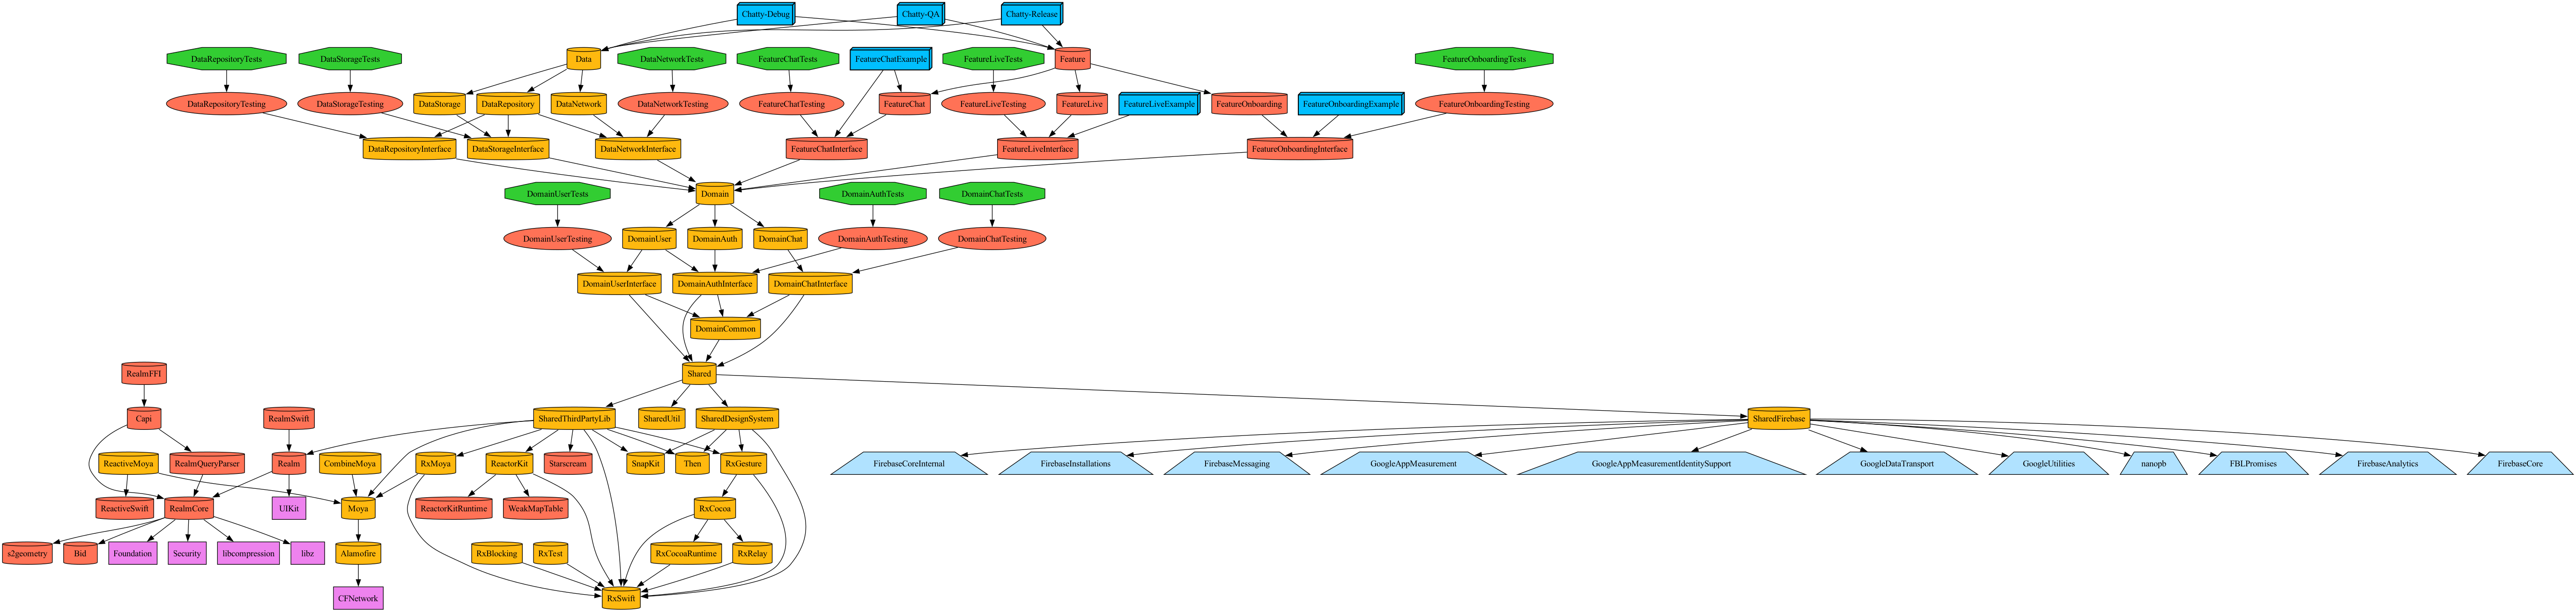 Chatty-Debug
Chatty-QA
Chatty-Release
DataRepositoryTests
DataStorageTests
Data
DataNetworkTests
FeatureChatTests
FeatureChatExample
FeatureLiveTests
Feature
FeatureOnboardingTests
DataRepositoryTesting
DataStorageTesting
DataStorage
DataRepository
DataNetwork
DataNetworkTesting
FeatureChatTesting
FeatureChat
FeatureLiveTesting
FeatureLive
FeatureLiveExample
FeatureOnboarding
FeatureOnboardingExample
FeatureOnboardingTesting
DataRepositoryInterface
DataStorageInterface
DataNetworkInterface
FeatureChatInterface
FeatureLiveInterface
FeatureOnboardingInterface
DomainUserTests
Domain
DomainAuthTests
DomainChatTests
DomainUserTesting
DomainUser
DomainAuth
DomainChat
DomainAuthTesting
DomainChatTesting
DomainUserInterface
DomainAuthInterface
DomainChatInterface
DomainCommon
RealmFFI
Shared
Capi
RealmSwift
SharedThirdPartyLib
SharedUtil
SharedDesignSystem
SharedFirebase
ReactiveMoya
RealmQueryParser
Realm
CombineMoya
RxMoya
ReactorKit
Starscream
SnapKit
Then
RxGesture
FirebaseCoreInternal
FirebaseInstallations
FirebaseMessaging
GoogleAppMeasurement
GoogleAppMeasurementIdentitySupport
GoogleDataTransport
GoogleUtilities
nanopb
FBLPromises
FirebaseAnalytics
FirebaseCore
ReactiveSwift
RealmCore
UIKit
Moya
ReactorKitRuntime
WeakMapTable
RxCocoa
s2geometry
Bid
Foundation
Security
libcompression
libz
Alamofire
RxBlocking
RxTest
RxCocoaRuntime
RxRelay
CFNetwork
RxSwift